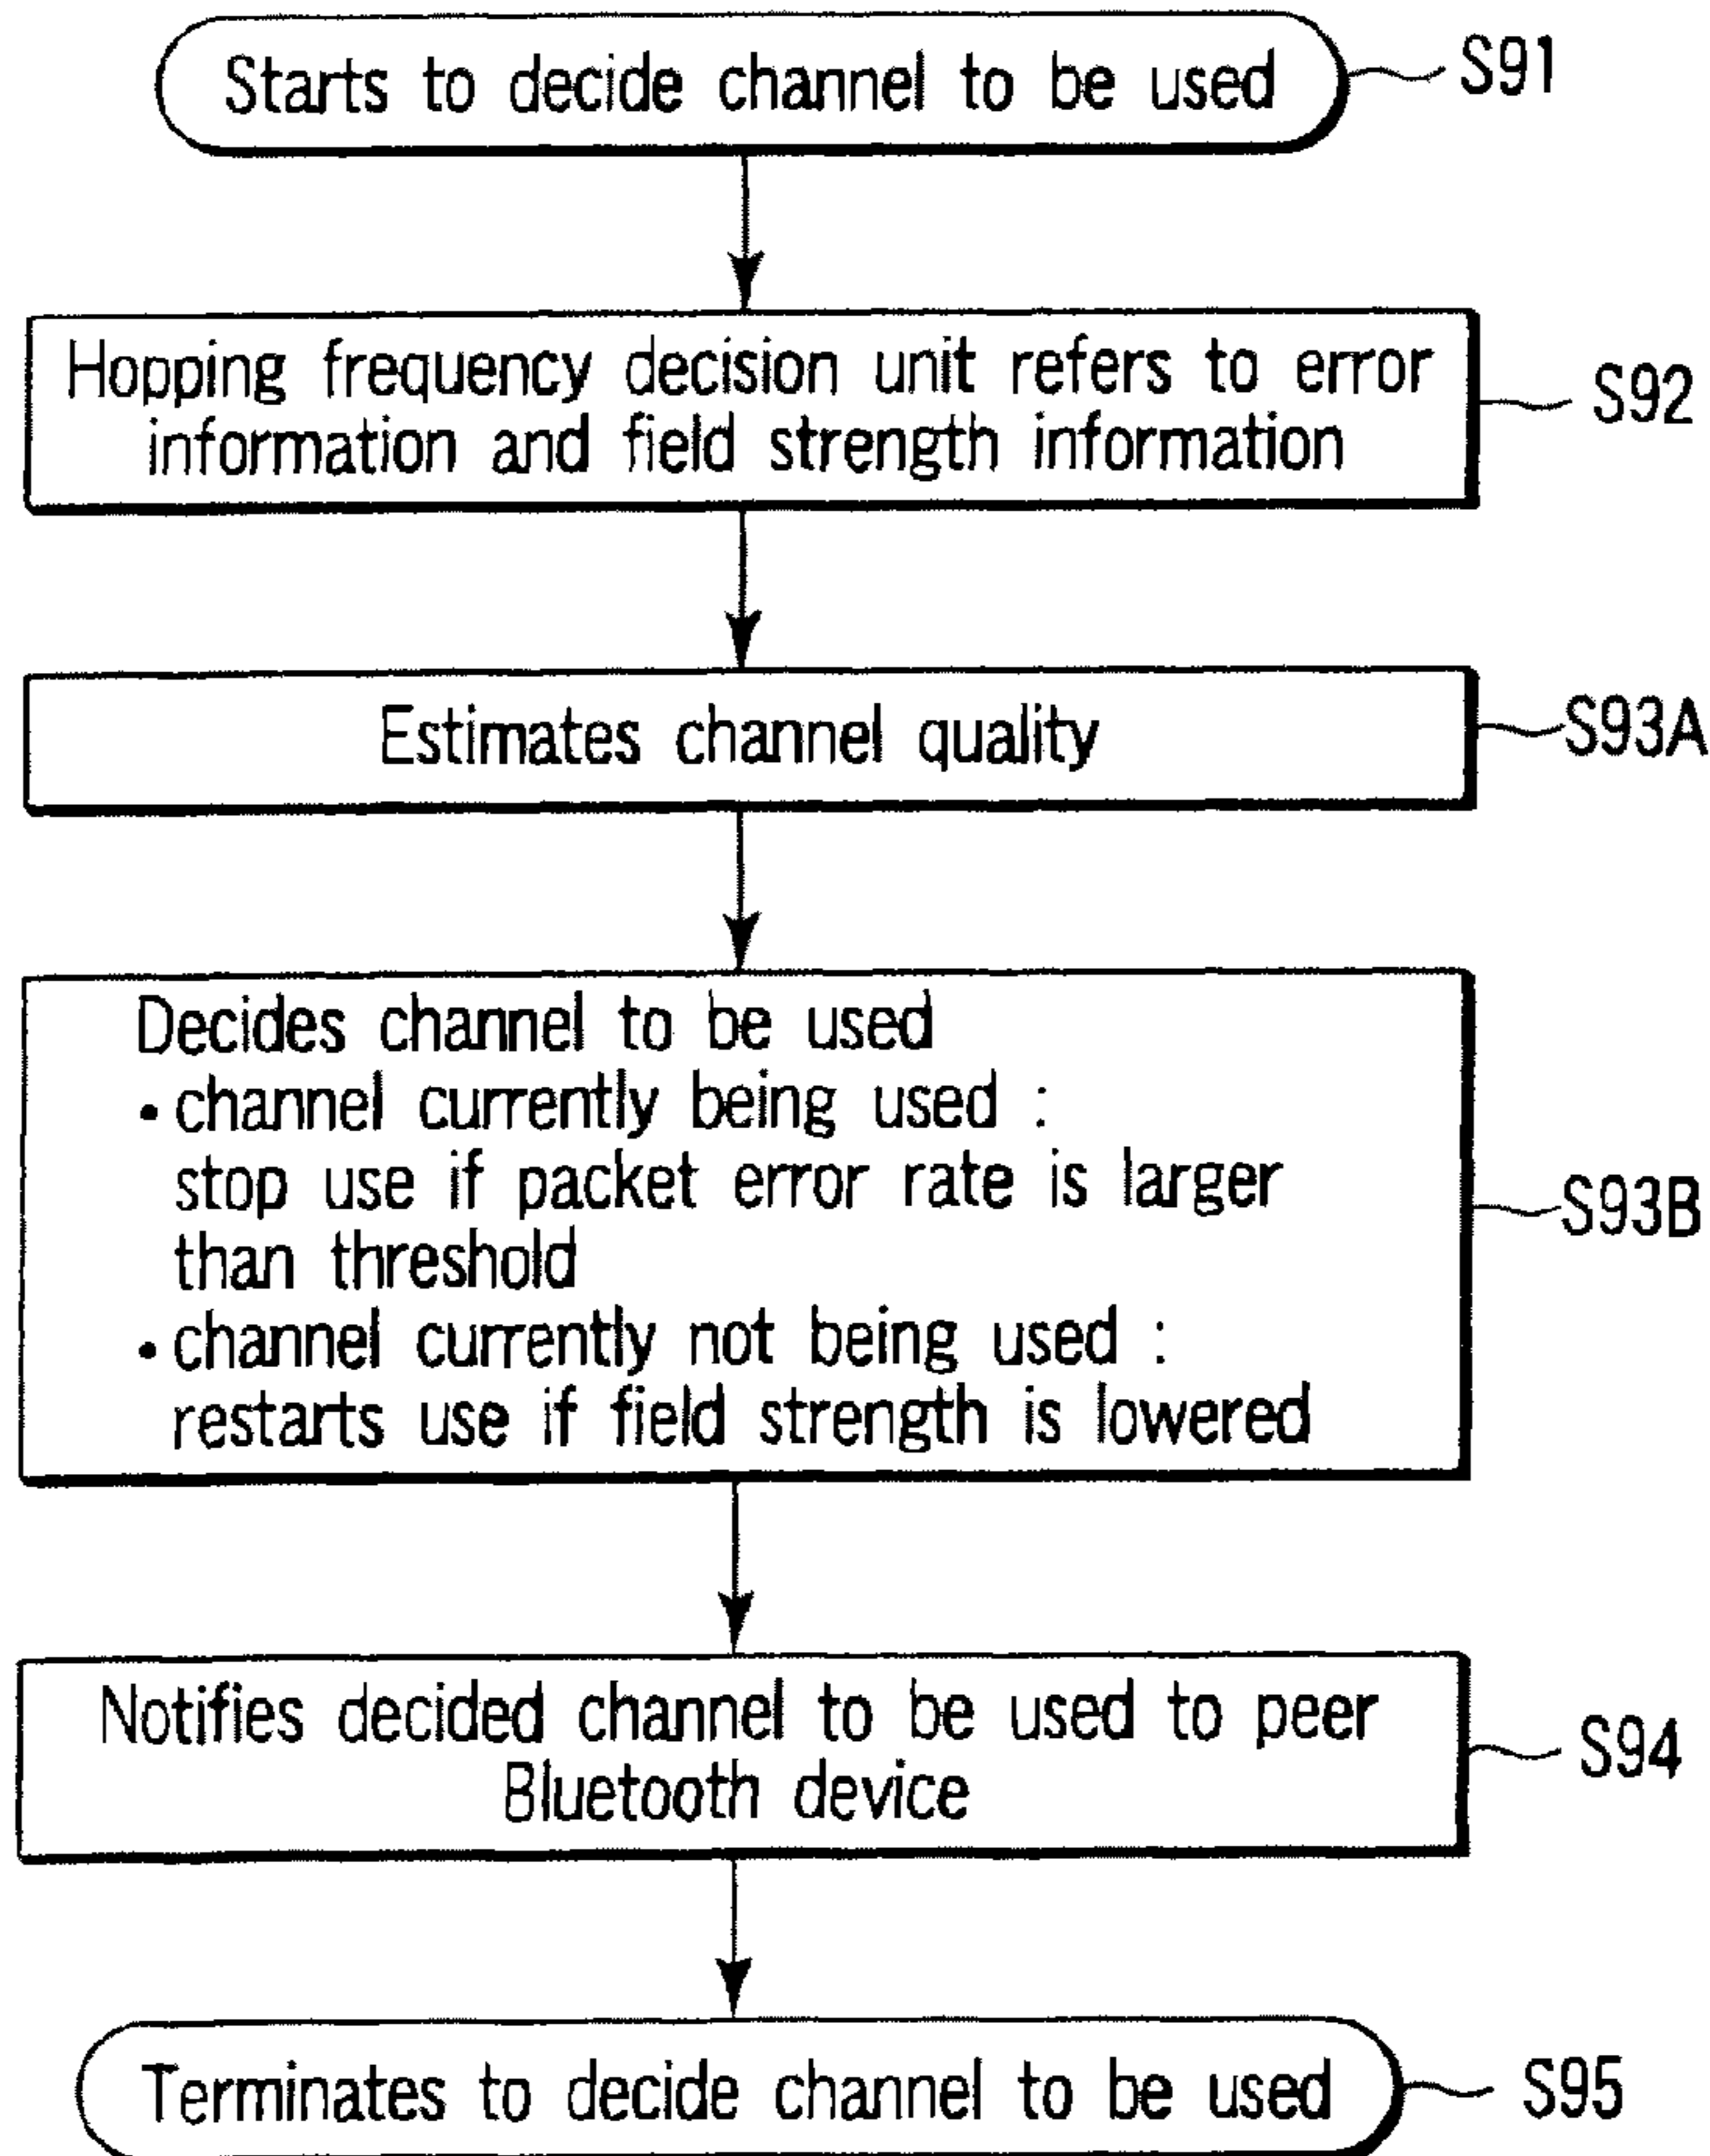 Starts to decide channel to be used
S91
Hopping frequency decision unit refers to error
information and field strength information
S92
Estimates channel quality
S93A
Decides channel to be used
• channel currently being used :
stop use if packet error rate is larger
than threshold
• channel currently not being used :
restarts use if field strength is lowered
S93B
Notifies decided channel to be used to peer
Bluetooth device
S94
Terminates to decide channel to be used
S95